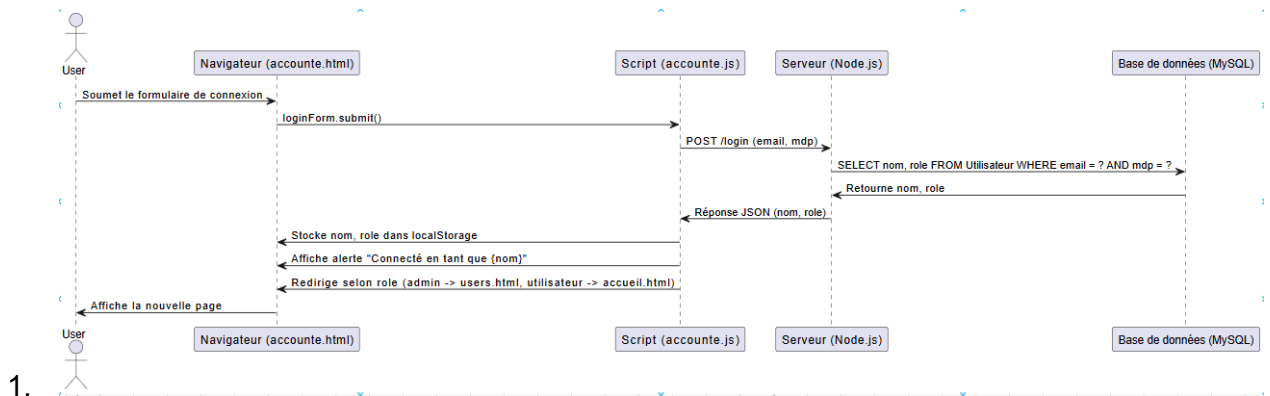 User
Navigateur (accounte.html)
Script (accounte.js)
Serveur (Node.js)
Base de données (MySQL)
Soumet le formulaire de connexion
loginForm.submit()
POST /login (email, mdp)
SELECT nom, role FROM Utilisateur WHERE email = ? AND mdp = ?
Retourne nom, role
Réponse JSON (nom, role)
Stocke nom, role dans localStorage
Affiche alerte "Connecté en tant que {nom}"
Redirige selon role (admin -> users.html, utilisateur -> accueil.html)
Affiche la nouvelle page
User
Navigateur (accounte.html)
Script (accounte.js)
Serveur (Node.js)
Base de données (MySQL)
1.